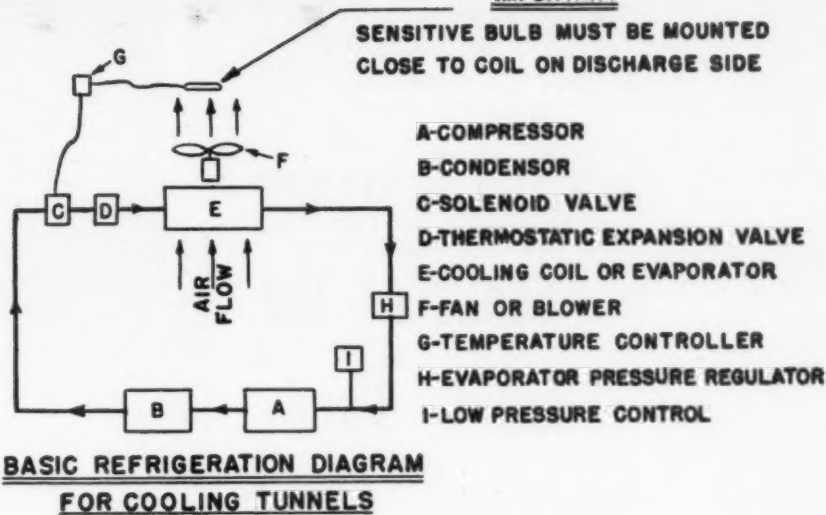 SENSITIVE BULB MUST BE MOUNTED
CLOSE TO COIL ON DISCHARGE SIDE
G
F
C
D
E
AIR
FLOW
H
I
B
A
A-COMPRESSOR
B-CONDENSOR
C-SOLENOID VALVE
D-THERMOSTATIC EXPANSION VALVE
E-COOLING COIL OR EVAPORATOR
F-FAN OR BLOWER
G-TEMPERATURE CONTROLLER
H-EVAPORATOR PRESSURE REGULATOR
I-LOW PRESSURE CONTROL
BASIC REFRIGERATION DIAGRAM
FOR COOLING TUNNELS